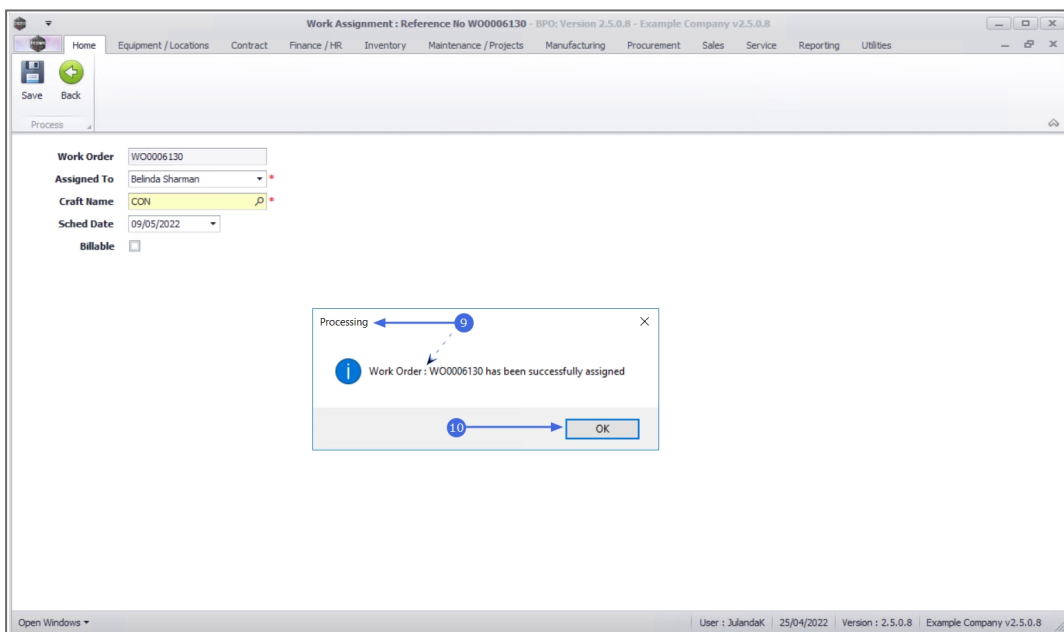 Work Assignment : Reference No WO0006130 - BPO: Version 2.5.0.8 - Example Company v2.5.0.8
Home Equipment / Locations Contract Finance / HR Inventory Maintenance / Projects Manufacturing Procurement Sales Service Reporting Utilities
Save Back
Process
Work Order WO0006130
Assigned To Belinda Sharman *
Craft Name CON *
Sched Date 09/05/2022
Billable
Processing 9
Work Order : WO0006130 has been successfully assigned
10 OK
Open Windows User : JulandaK 25/04/2022 Version : 2.5.0.8 Example Company v2.5.0.8